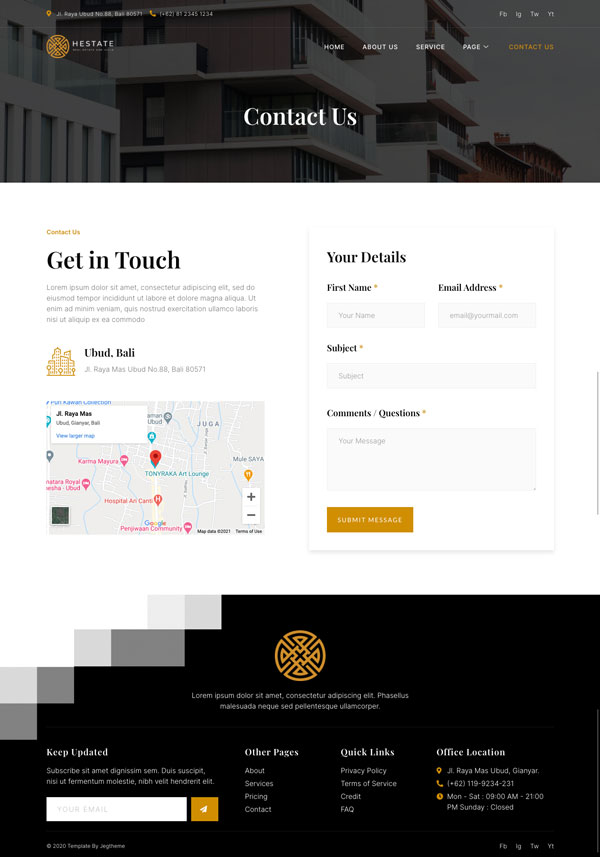 Jl. Raya Ubud No.88, Bali 80571 (+62) 81 2345 1234 Fb Ig Tw Yt
HESTATE HOME ABOUT US SERVICE PAGE CONTACT US
Contact Us
Contact Us
Get in Touch
Lorem ipsum dolor sit amet, consectetur adipiscing elit, sed do
eiusmod tempor incididunt ut labore et dolore magna aliqua. Ut
enim ad minim veniam, quis nostrud exercitation ullamco laboris
nisi ut aliquip ex ea commodo
Ubud, Bali
Jl. Raya Mas Ubud No.88, Bali 80571
Puri Kawan Collection
Jl. Raya Mas
Ubud, Gianyar, Bali
View larger map
JUGA
Karma Mayura
Mule SAYA
TONYRAKA Art Lounge
natara Royal
nesha - Ubud
Hospital Ari Canti
Google
Penjiwaan Community
Map data ©2021 Terms of Use
Your Details
First Name * Email Address *
Your Name email@yourmail.com
Subject *
Subject
Comments / Questions *
Your Message
SUBMIT MESSAGE
Lorem ipsum dolor sit amet, consectetur adipiscing elit. Phasellus
malesuada neque sed pellentesque ullamcorper.
Keep Updated
Subscribe sit amet dignissim sem. Duis suscipit,
nisi ut fermentum molestie, nibh velit hendrerit elit.
YOUR EMAIL
Other Pages
About
Services
Pricing
Contact
Quick Links
Privacy Policy
Terms of Service
Credit
FAQ
Office Location
Jl. Raya Mas Ubud, Gianyar.
(+62) 119-9234-231
Mon - Sat : 09:00 AM - 21:00
PM Sunday : Closed
© 2020 Template By Jegtheme Fb Ig Tw Yt